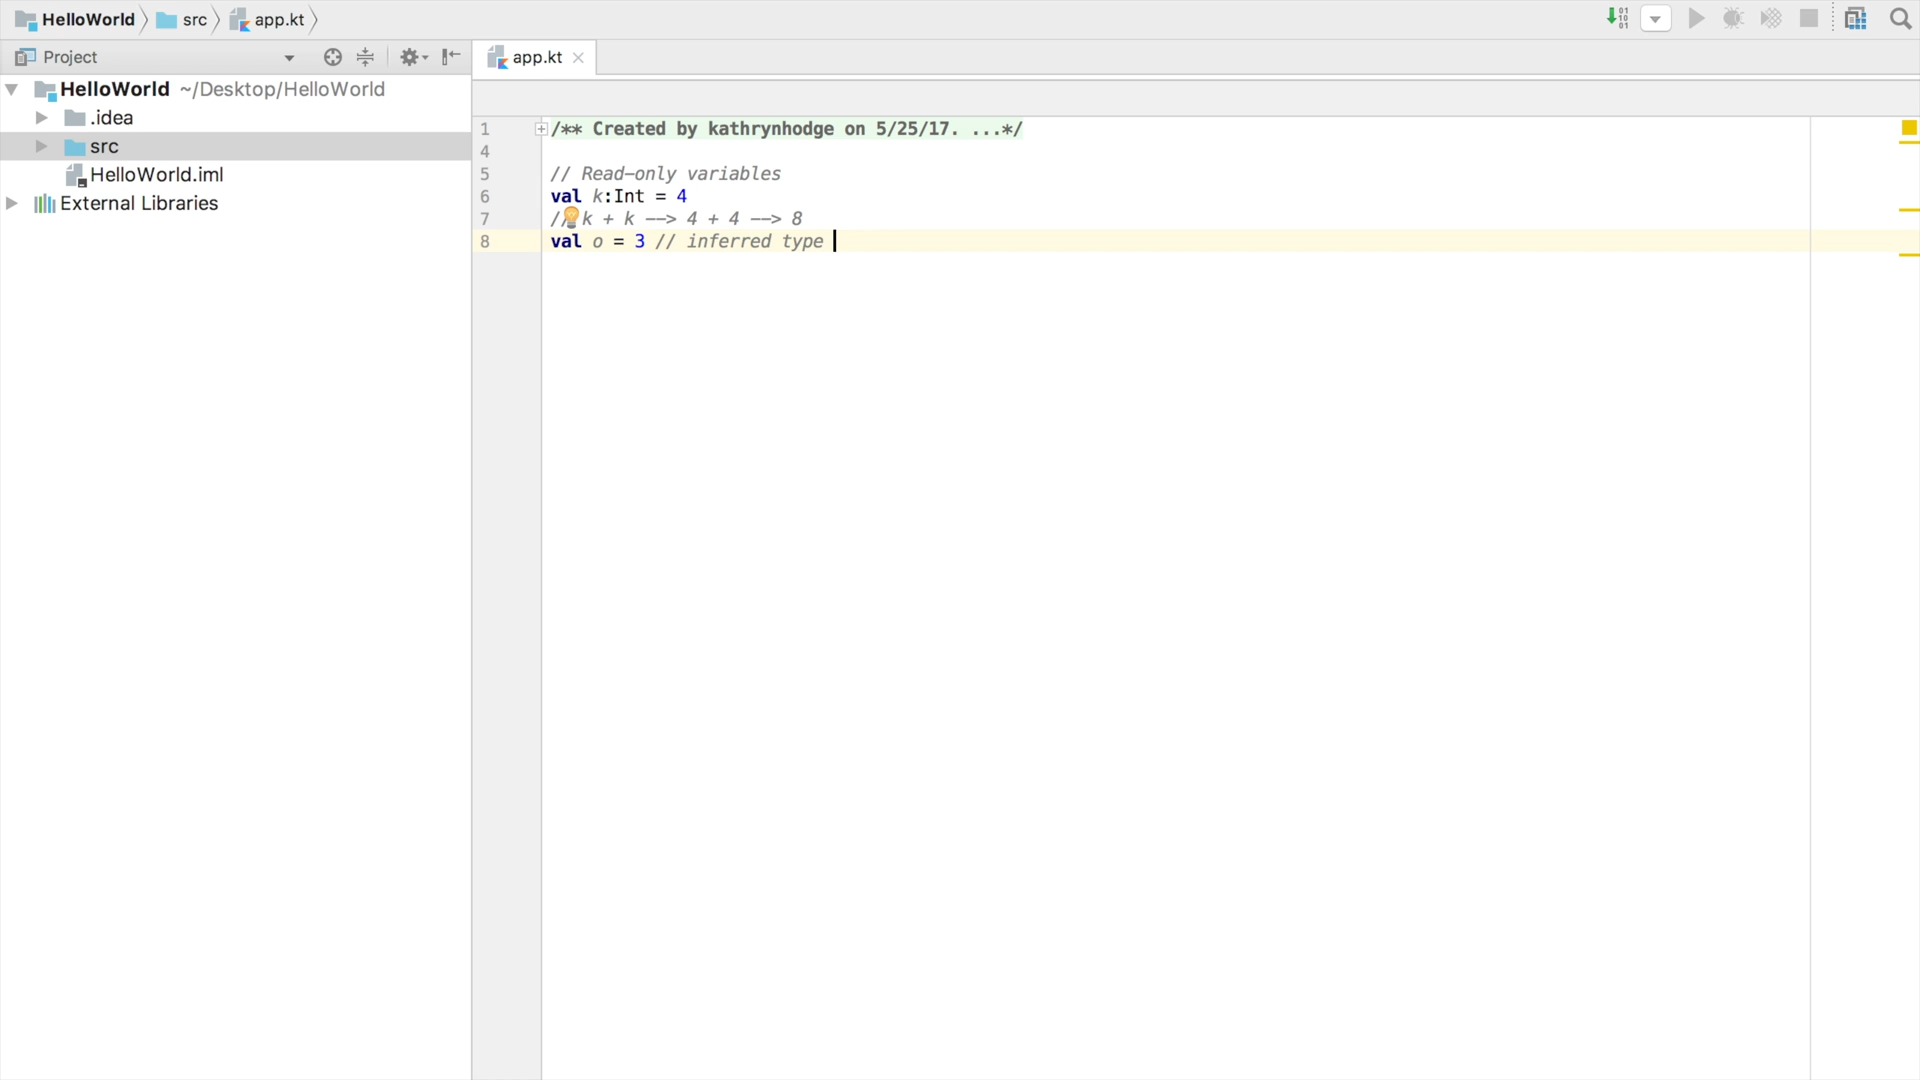 HelloWorld src app.kt
Project
app.kt
HelloWorld ~/Desktop/HelloWorld
.idea
src
HelloWorld.iml
External Libraries
1 /** Created by kathrynhodge on 5/25/17. ...*/
4
5 // Read-only variables
6 val k:Int = 4
7 // k + k --> 4 + 4 --> 8
8 val o = 3 // inferred type